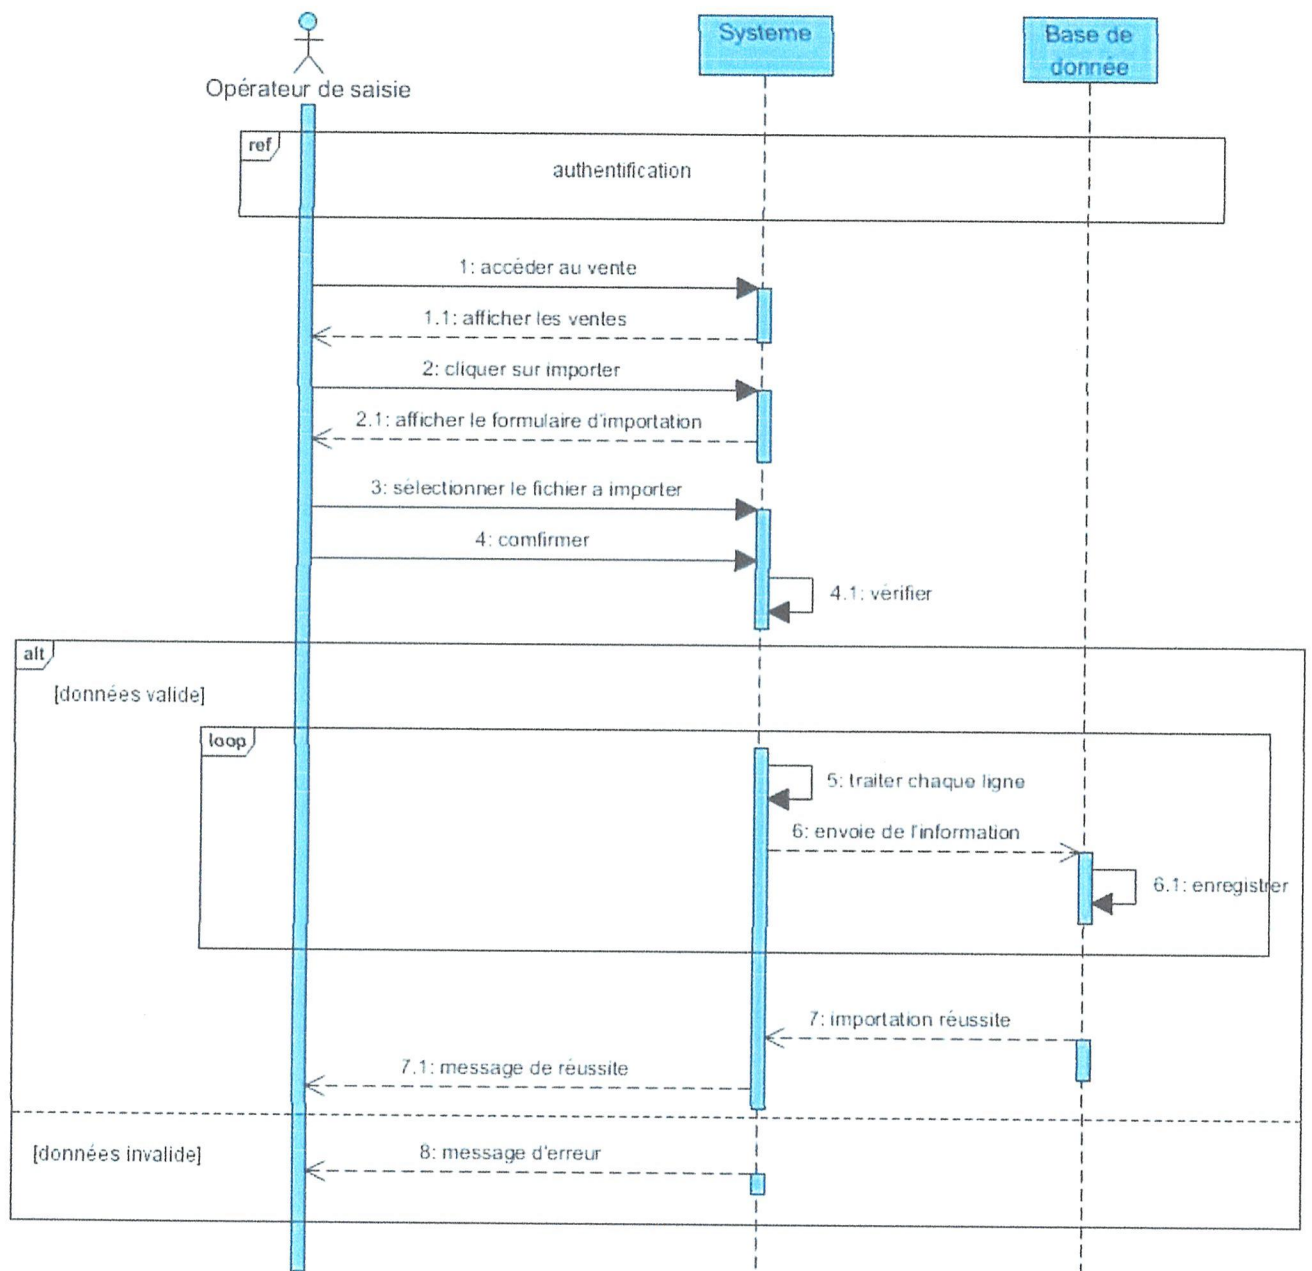 Systeme
Base de
donnée
Opérateur de saisie
ref
authentification
1: accéder au vente
1.1: afficher les ventes
2: cliquer sur importer
2.1: afficher le formulaire d'importation
3: sélectionner le fichier a importer
4: comfirmer
4.1: vérifier
alt
[données valide]
loop
5: traiter chaque ligne
6: envoie de l'information
6.1: enregistrer
7: importation réussite
7.1: message de réussite
[données invalide]
8: message d'erreur